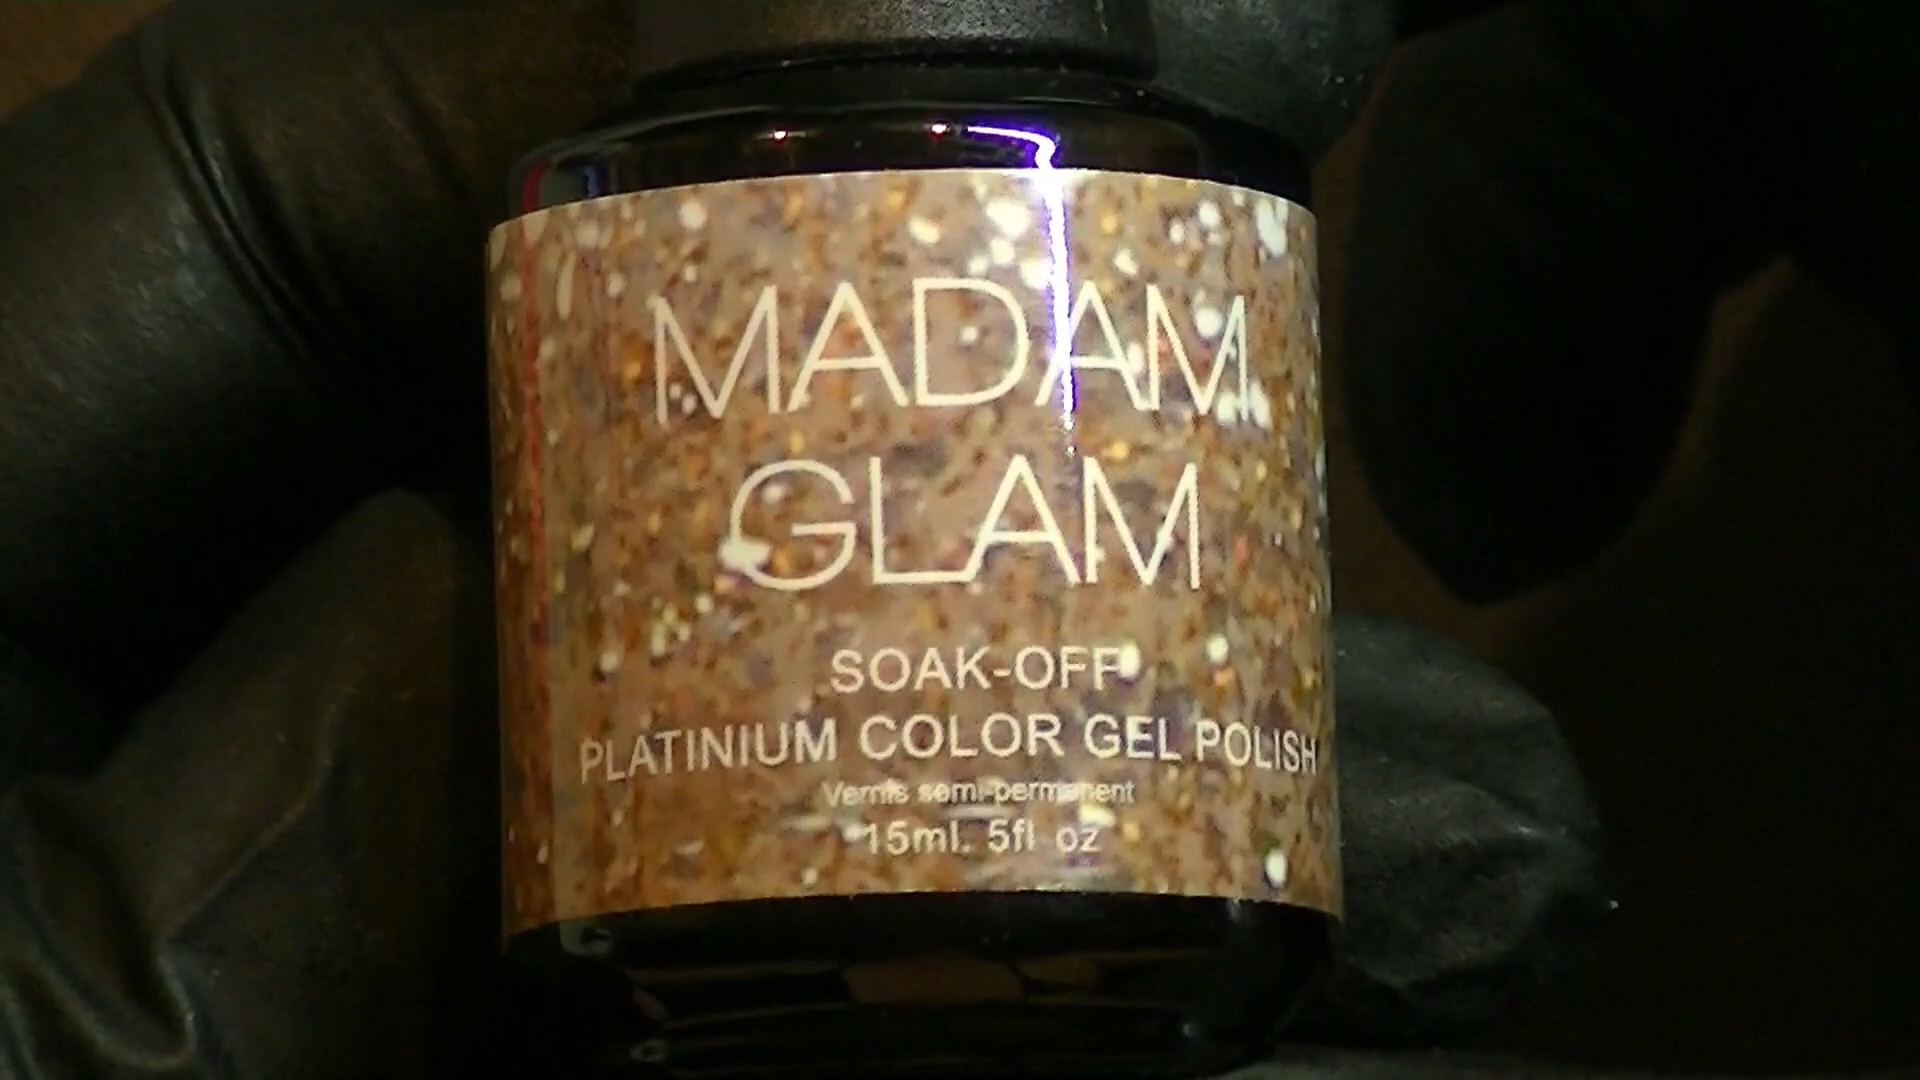 MADAM
GLAM
SOAK-OFF
PLATINIUM COLOR GEL POLISH
Vernis semi-permanent
15ml. 5fl oz